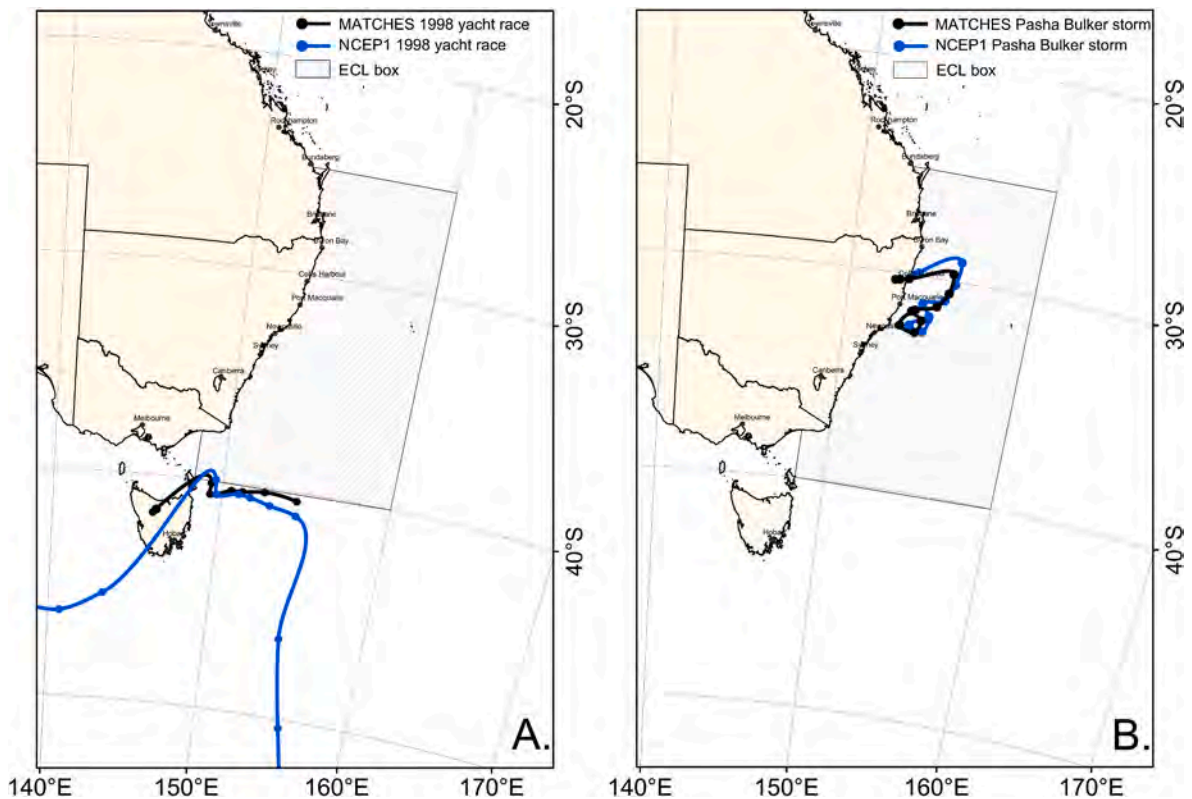 MATCHES 1998 yacht race
NCEP1 1998 yacht race
ECL box
Rockhampton
Bundaberg
Brisbane
Byron Bay
Coffs Harbour
Port Macquarie
Newcastle
Sydney
Canberra
Melbourne
Hobart
A.
20°S
30°S
40°S
140°E 150°E 160°E 170°E
MATCHES Pasha Bulker storm
NCEP1 Pasha Bulker storm
ECL box
Rockhampton
Bundaberg
Brisbane
Byron Bay
Port Macquarie
Sydney
Canberra
Melbourne
B.
20°S
30°S
40°S
140°E 150°E 160°E 170°E